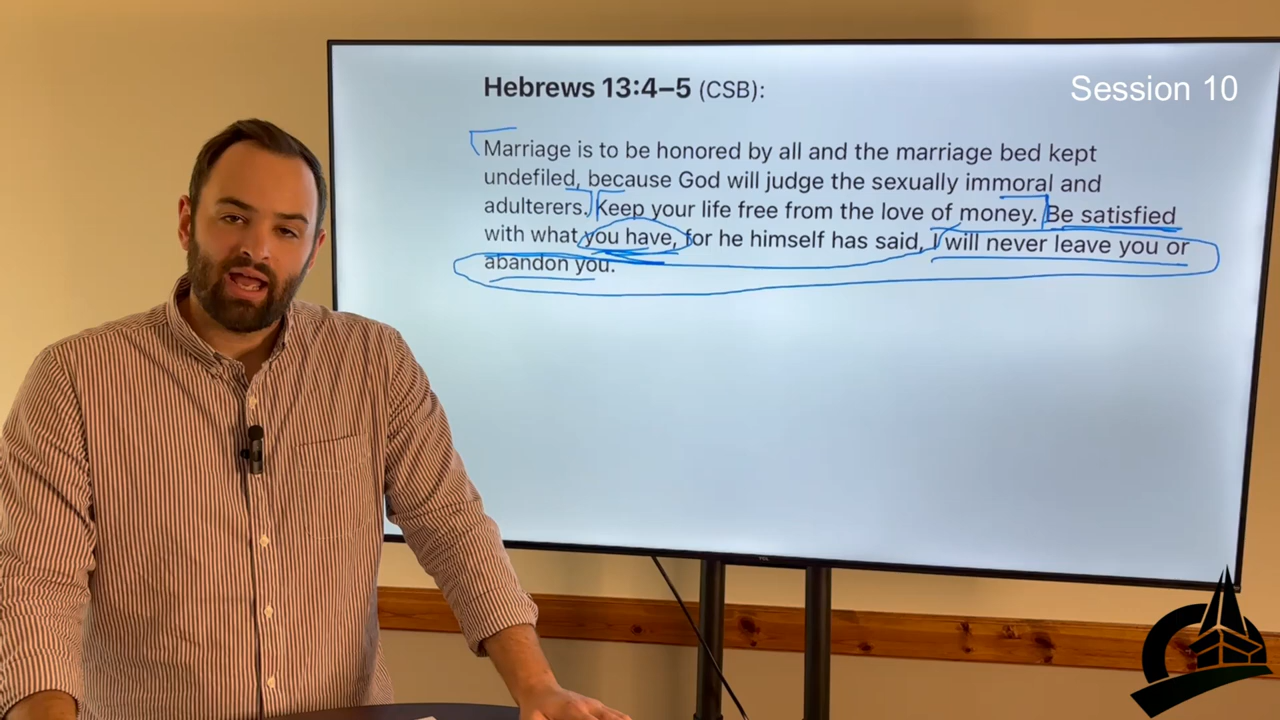 Hebrews 13:4–5 (CSB):
Session 10
Marriage is to be honored by all and the marriage bed kept
undefiled, because God will judge the sexually immoral and
adulterers. Keep your life free from the love of money. Be satisfied
with what you have, for he himself has said, I will never leave you or
abandon you.
TCL